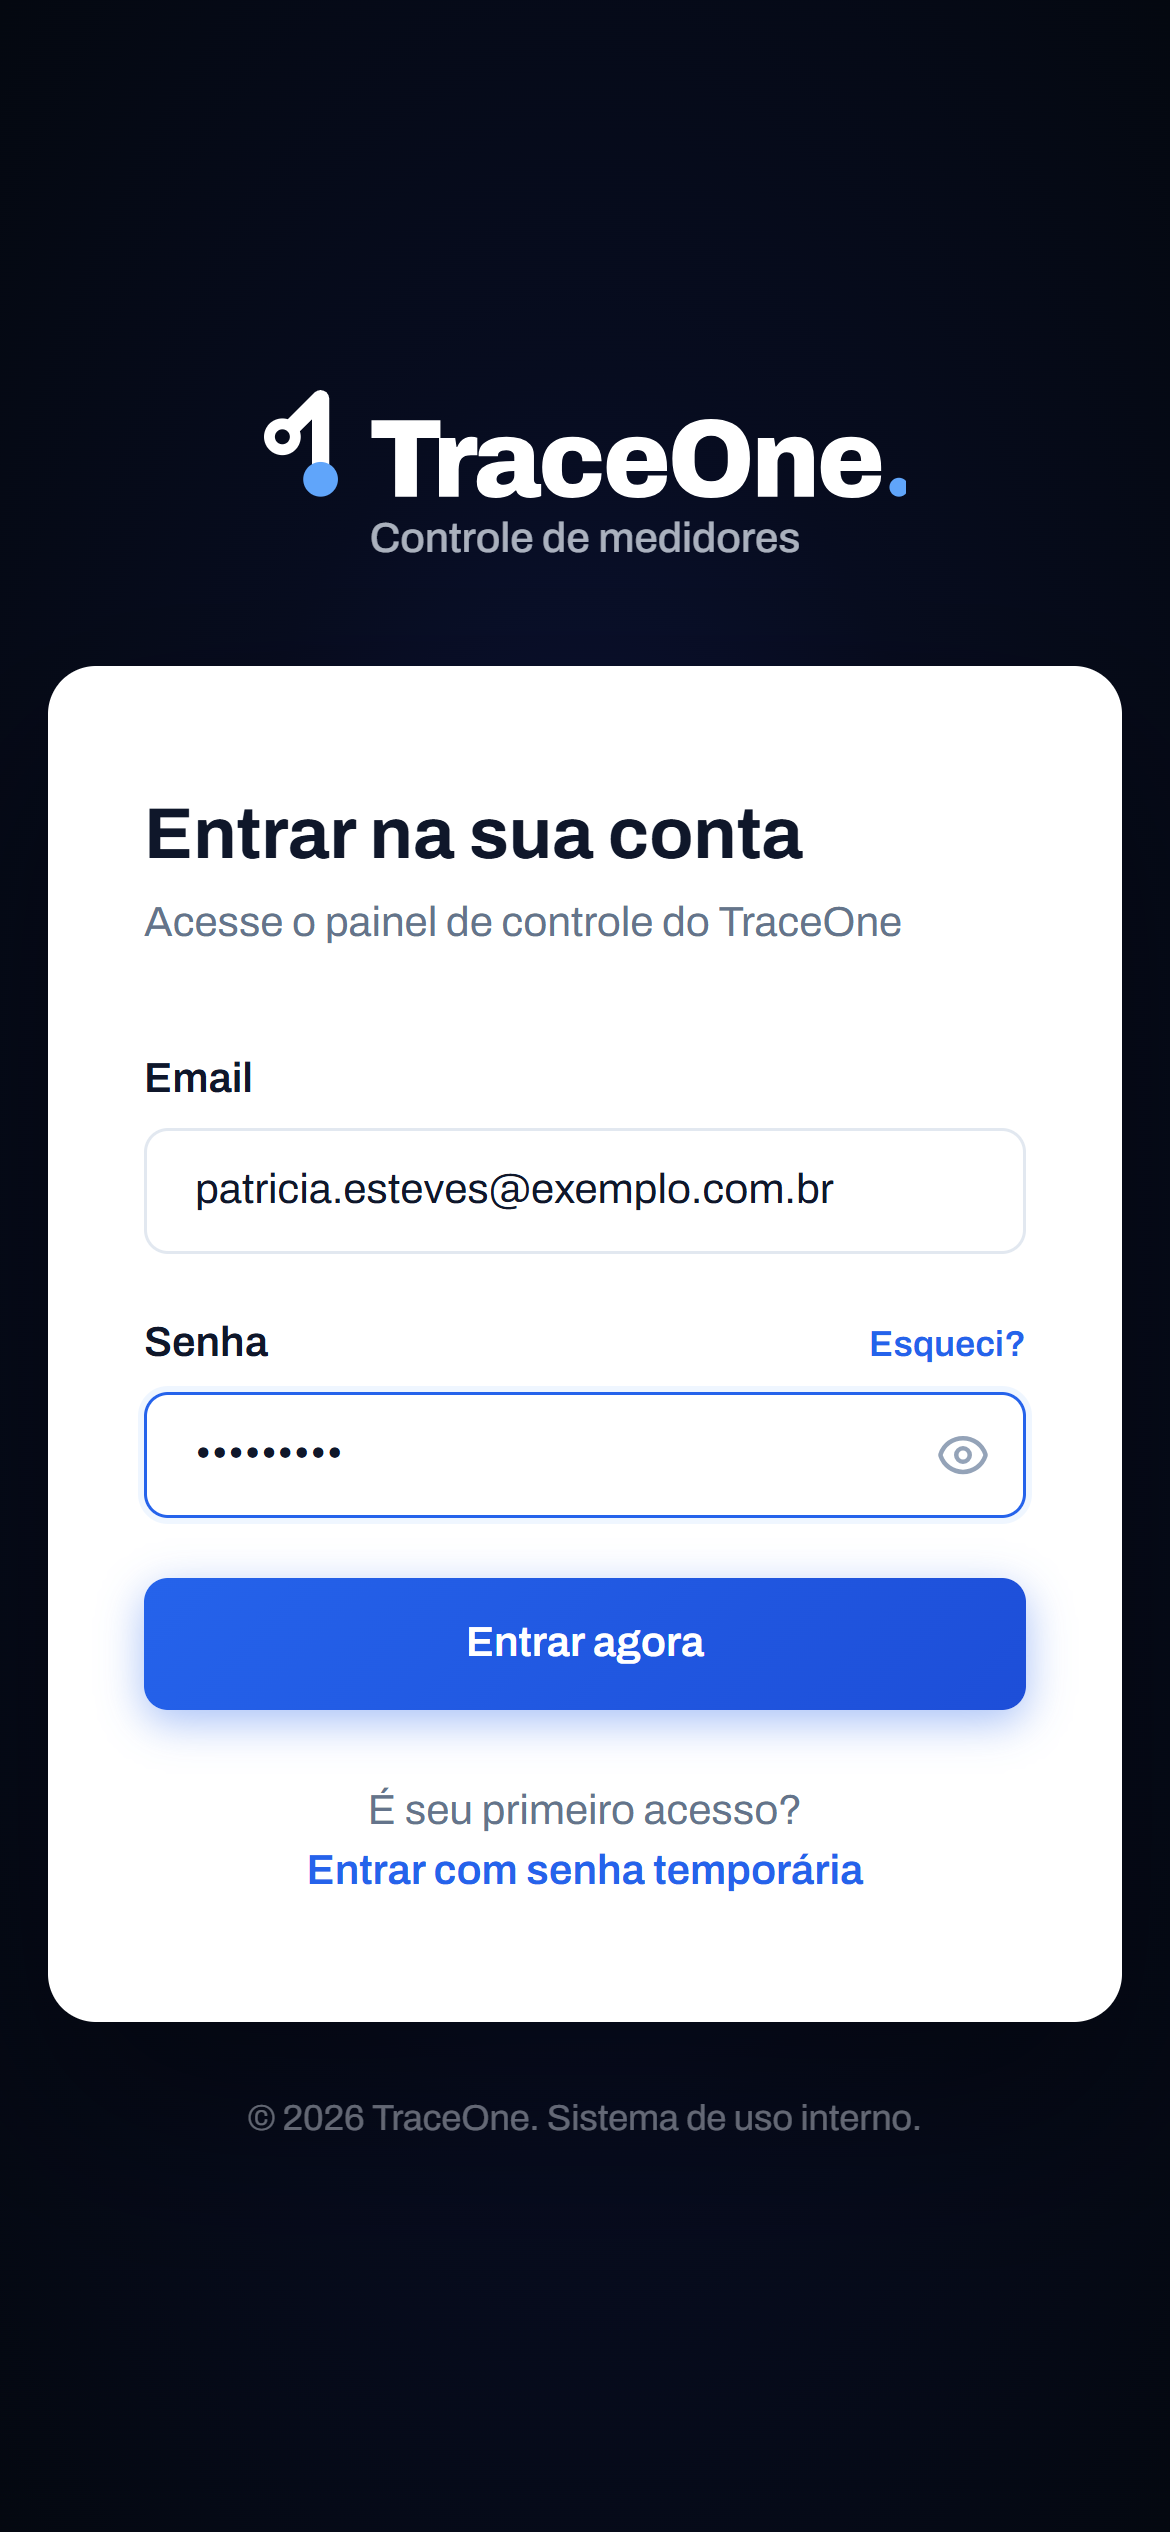 TraceOne.
Controle de medidores
Entrar na sua conta
Acesse o painel de controle do TraceOne
Email
patricia.esteves@exemplo.com.br
Senha
Esqueci?
•••••••••
Entrar agora
É seu primeiro acesso?
Entrar com senha temporária
© 2026 TraceOne. Sistema de uso interno.